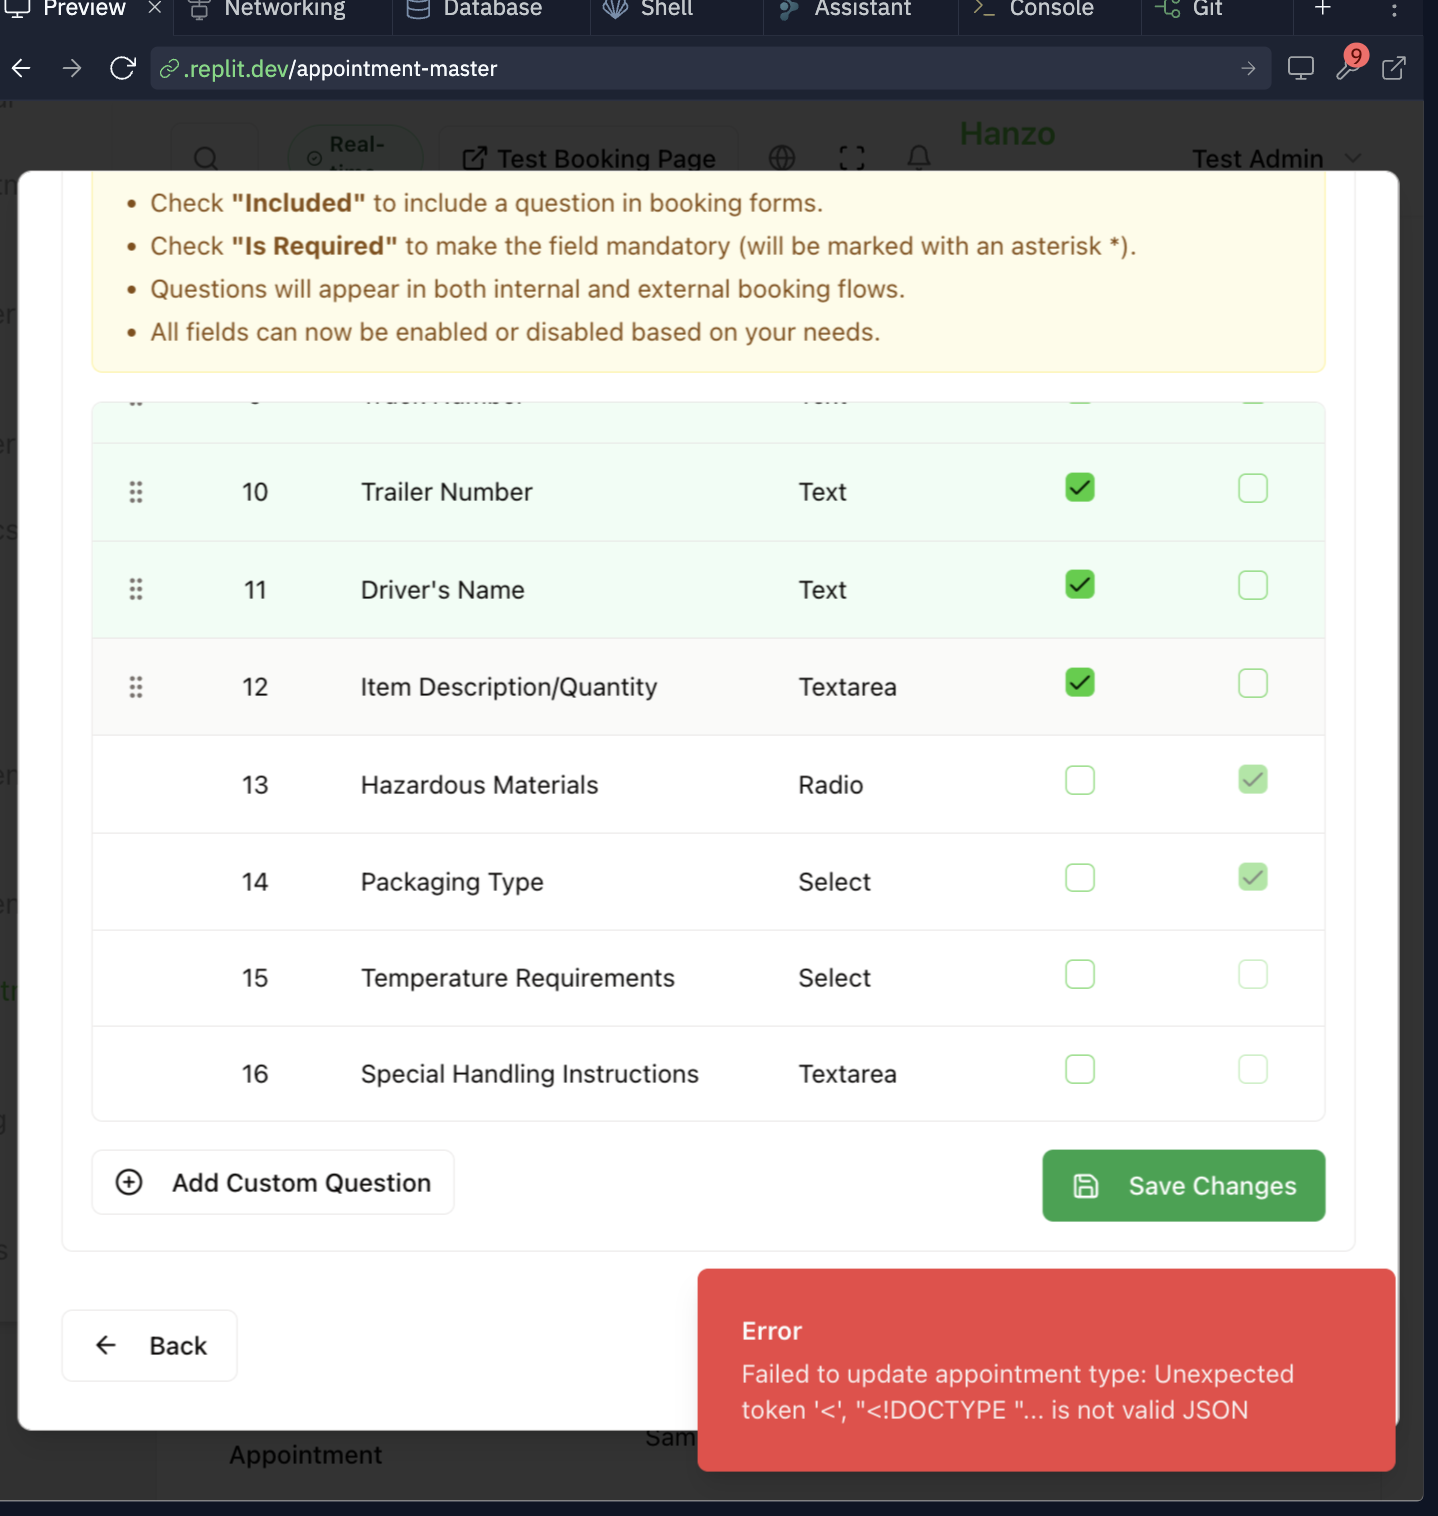 Preview
Networking
Database
Shell
Assistant
Console
Git
.replit.dev/appointment-master
9
Real-
Test Booking Page
Hanzo
Test Admin
• Check "Included" to include a question in booking forms.
• Check "Is Required" to make the field mandatory (will be marked with an asterisk *).
• Questions will appear in both internal and external booking flows.
• All fields can now be enabled or disabled based on your needs.
10 Trailer Number Text
11 Driver's Name Text
12 Item Description/Quantity Textarea
13 Hazardous Materials Radio
14 Packaging Type Select
15 Temperature Requirements Select
16 Special Handling Instructions Textarea
Add Custom Question
Save Changes
Back
Error
Failed to update appointment type: Unexpected
token '<', "<!DOCTYPE "... is not valid JSON
Appointment
Sam